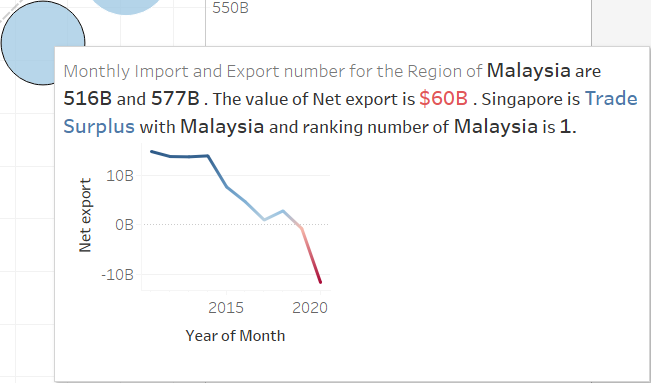 550B
Monthly Import and Export number for the Region of Malaysia are
516B and 577B . The value of Net export is $60B . Singapore is Trade
Surplus with Malaysia and ranking number of Malaysia is 1.
10B
0B
-10B
Net export
2015 2020
Year of Month